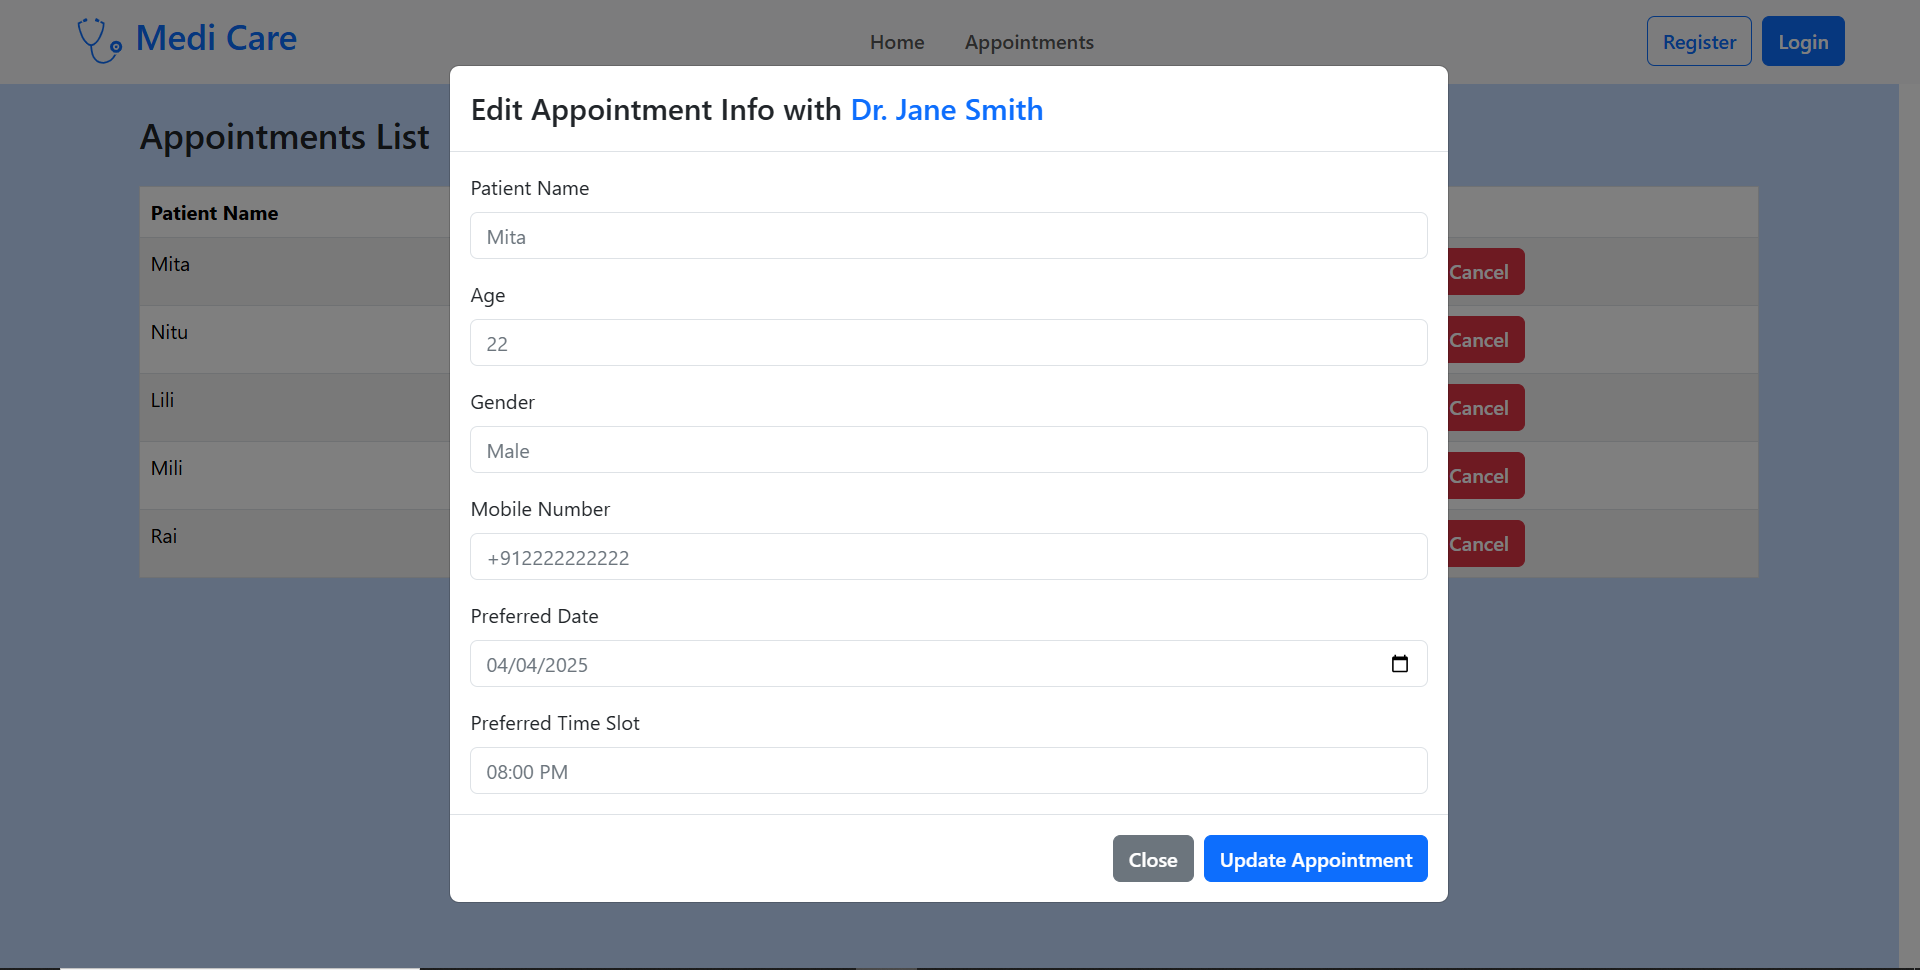 Medi Care
Home
Appointments
Register
Login
Appointments List
Patient Name
Mita
Cancel
Nitu
Cancel
Lili
Cancel
Mili
Cancel
Rai
Cancel
Edit Appointment Info with Dr. Jane Smith
Patient Name
Mita
Age
22
Gender
Male
Mobile Number
+912222222222
Preferred Date
04/04/2025
Preferred Time Slot
08:00 PM
Close
Update Appointment